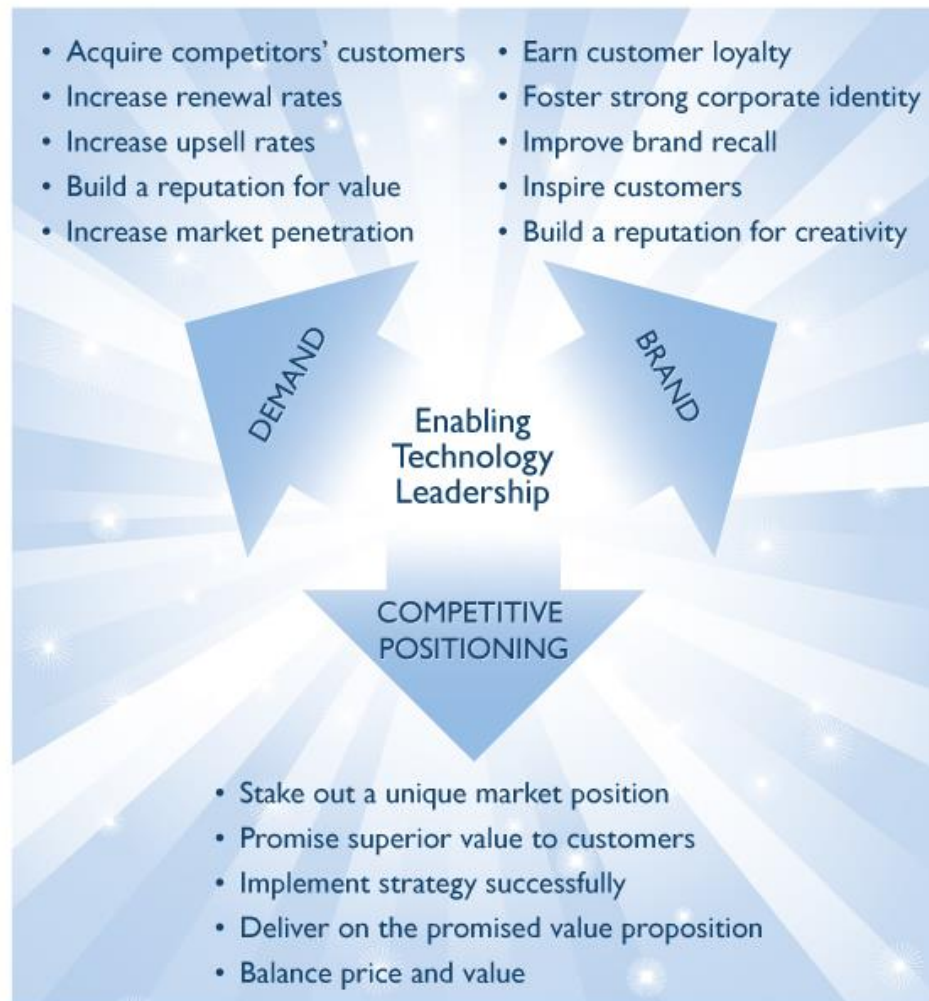 • Acquire competitors’ customers
• Increase renewal rates
• Increase upsell rates
• Build a reputation for value
• Increase market penetration
• Earn customer loyalty
• Foster strong corporate identity
• Improve brand recall
• Inspire customers
• Build a reputation for creativity
DEMAND
BRAND
Enabling
Technology
Leadership
COMPETITIVE
POSITIONING
• Stake out a unique market position
• Promise superior value to customers
• Implement strategy successfully
• Deliver on the promised value proposition
• Balance price and value